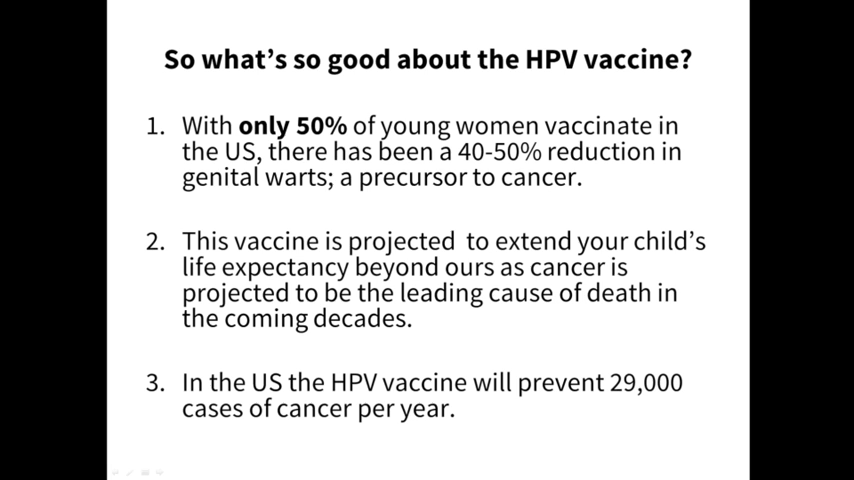 So what's so good about the HPV vaccine?
1. With only 50% of young women vaccinate in
the US, there has been a 40-50% reduction in
genital warts; a precursor to cancer.
2. This vaccine is projected  to extend your child's
life expectancy beyond ours as cancer is
projected to be the leading cause of death in
the coming decades.
3. In the US the HPV vaccine will prevent 29,000
cases of cancer per year.